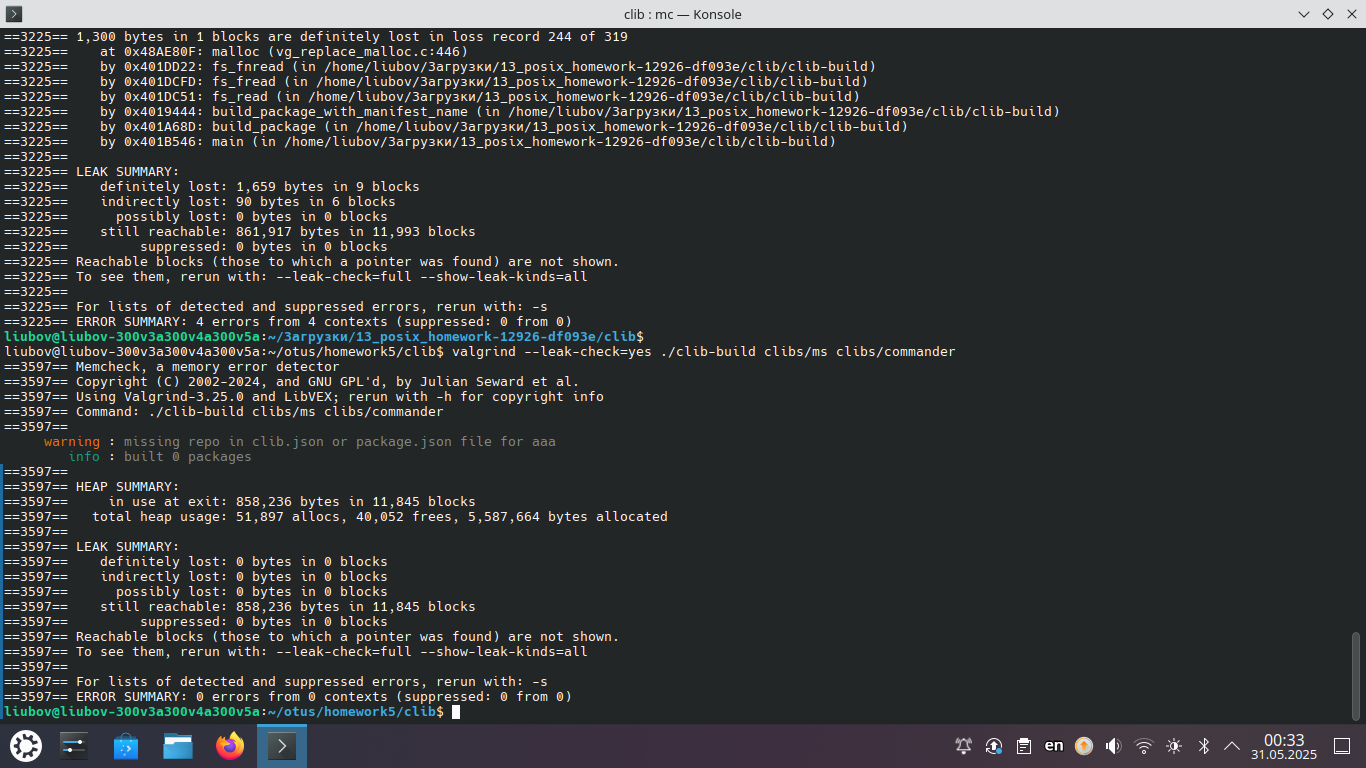 clib : mc — Konsole
==3225== 1,300 bytes in 1 blocks are definitely lost in loss record 244 of 319
==3225==    at 0x48AE80F: malloc (vg_replace_malloc.c:446)
==3225==    by 0x401DD22: fs_fnread (in /home/liubov/Загрузки/13_posix_homework-12926-df093e/clib/clib-build)
==3225==    by 0x401DCFD: fs_fread (in /home/liubov/Загрузки/13_posix_homework-12926-df093e/clib/clib-build)
==3225==    by 0x401DC51: fs_read (in /home/liubov/Загрузки/13_posix_homework-12926-df093e/clib/clib-build)
==3225==    by 0x4019444: build_package_with_manifest_name (in /home/liubov/Загрузки/13_posix_homework-12926-df093e/clib/clib-build)
==3225==    by 0x401A68D: build_package (in /home/liubov/Загрузки/13_posix_homework-12926-df093e/clib/clib-build)
==3225==    by 0x401B546: main (in /home/liubov/Загрузки/13_posix_homework-12926-df093e/clib/clib-build)
==3225==
==3225== LEAK SUMMARY:
==3225==    definitely lost: 1,659 bytes in 9 blocks
==3225==    indirectly lost: 90 bytes in 6 blocks
==3225==      possibly lost: 0 bytes in 0 blocks
==3225==    still reachable: 861,917 bytes in 11,993 blocks
==3225==         suppressed: 0 bytes in 0 blocks
==3225== Reachable blocks (those to which a pointer was found) are not shown.
==3225== To see them, rerun with: --leak-check=full --show-leak-kinds=all
==3225==
==3225== For lists of detected and suppressed errors, rerun with: -s
==3225== ERROR SUMMARY: 4 errors from 4 contexts (suppressed: 0 from 0)
liubov@liubov-300v3a300v4a300v5a:~/Загрузки/13_posix_homework-12926-df093e/clib$
liubov@liubov-300v3a300v4a300v5a:~/otus/homework5/clib$ valgrind --leak-check=yes ./clib-build clibs/ms clibs/commander
==3597== Memcheck, a memory error detector
==3597== Copyright (C) 2002-2024, and GNU GPL'd, by Julian Seward et al.
==3597== Using Valgrind-3.25.0 and LibVEX; rerun with -h for copyright info
==3597== Command: ./clib-build clibs/ms clibs/commander
==3597==
     warning : missing repo in clib.json or package.json file for aaa
        info : built 0 packages
==3597==
==3597== HEAP SUMMARY:
==3597==     in use at exit: 858,236 bytes in 11,845 blocks
==3597==   total heap usage: 51,897 allocs, 40,052 frees, 5,587,664 bytes allocated
==3597==
==3597== LEAK SUMMARY:
==3597==    definitely lost: 0 bytes in 0 blocks
==3597==    indirectly lost: 0 bytes in 0 blocks
==3597==      possibly lost: 0 bytes in 0 blocks
==3597==    still reachable: 858,236 bytes in 11,845 blocks
==3597==         suppressed: 0 bytes in 0 blocks
==3597== Reachable blocks (those to which a pointer was found) are not shown.
==3597== To see them, rerun with: --leak-check=full --show-leak-kinds=all
==3597==
==3597== For lists of detected and suppressed errors, rerun with: -s
==3597== ERROR SUMMARY: 0 errors from 0 contexts (suppressed: 0 from 0)
liubov@liubov-300v3a300v4a300v5a:~/otus/homework5/clib$
en
00:33
31.05.2025